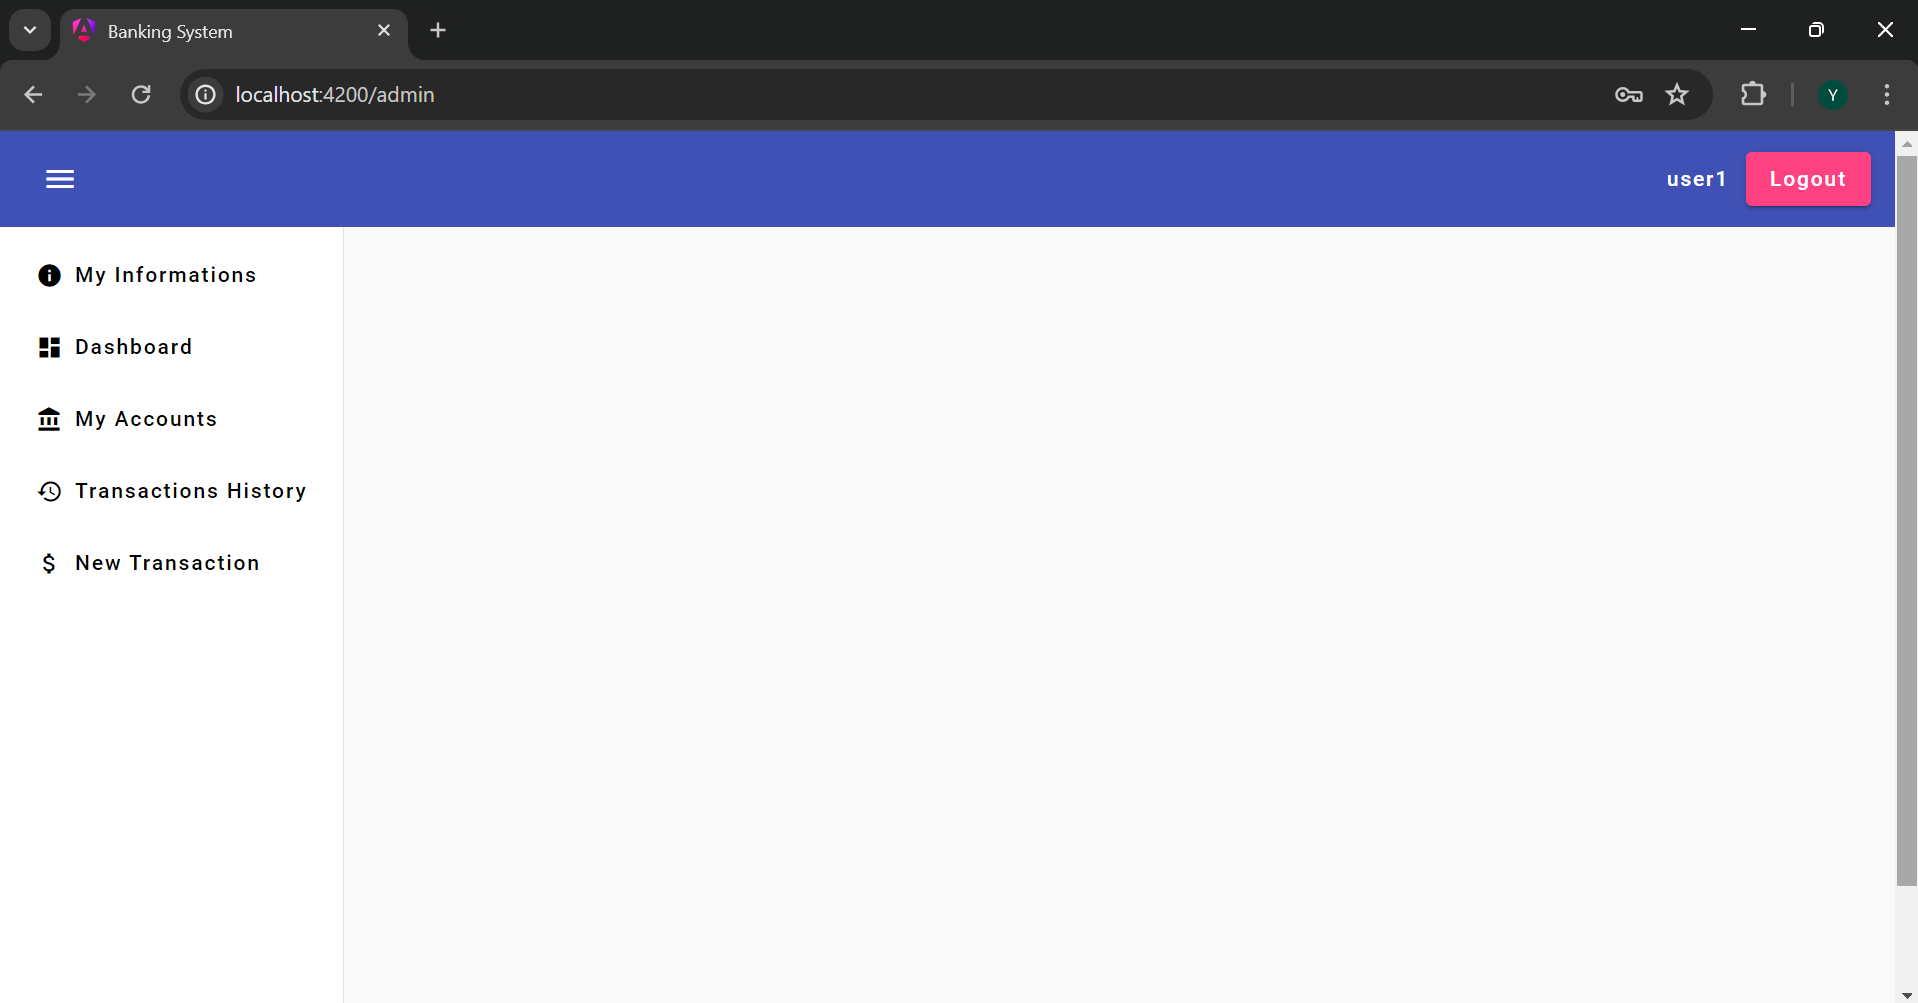 Banking System
localhost:4200/admin
Y
user1
Logout
My Informations
Dashboard
My Accounts
Transactions History
New Transaction